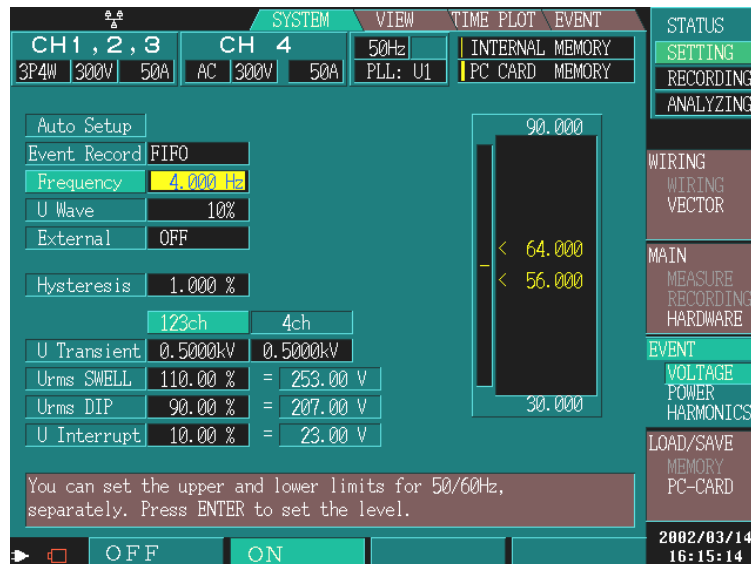 SYSTEM VIEW TIME PLOT EVENT
CH1,2,3 CH 4 50Hz INTERNAL MEMORY
3P4W 300V 50A AC 300V 50A PLL: U1 PC CARD MEMORY
Auto Setup
Event Record FIFO
Frequency 4.000 Hz
U Wave 10%
External OFF
Hysteresis 1.000 %
123ch 4ch
U Transient 0.5000kV 0.5000kV
Urms SWELL 110.00 % = 253.00 V
Urms DIP 90.00 % = 207.00 V
U Interrupt 10.00 % = 23.00 V
90.000
< 64.000
< 56.000
30.000
You can set the upper and lower limits for 50/60Hz,
separately. Press ENTER to set the level.
OFF ON
STATUS
SETTING
RECORDING
ANALYZING
WIRING
WIRING
VECTOR
MAIN
MEASURE
RECORDING
HARDWARE
EVENT
VOLTAGE
POWER
HARMONICS
LOAD/SAVE
MEMORY
PC-CARD
2002/03/14
16:15:14